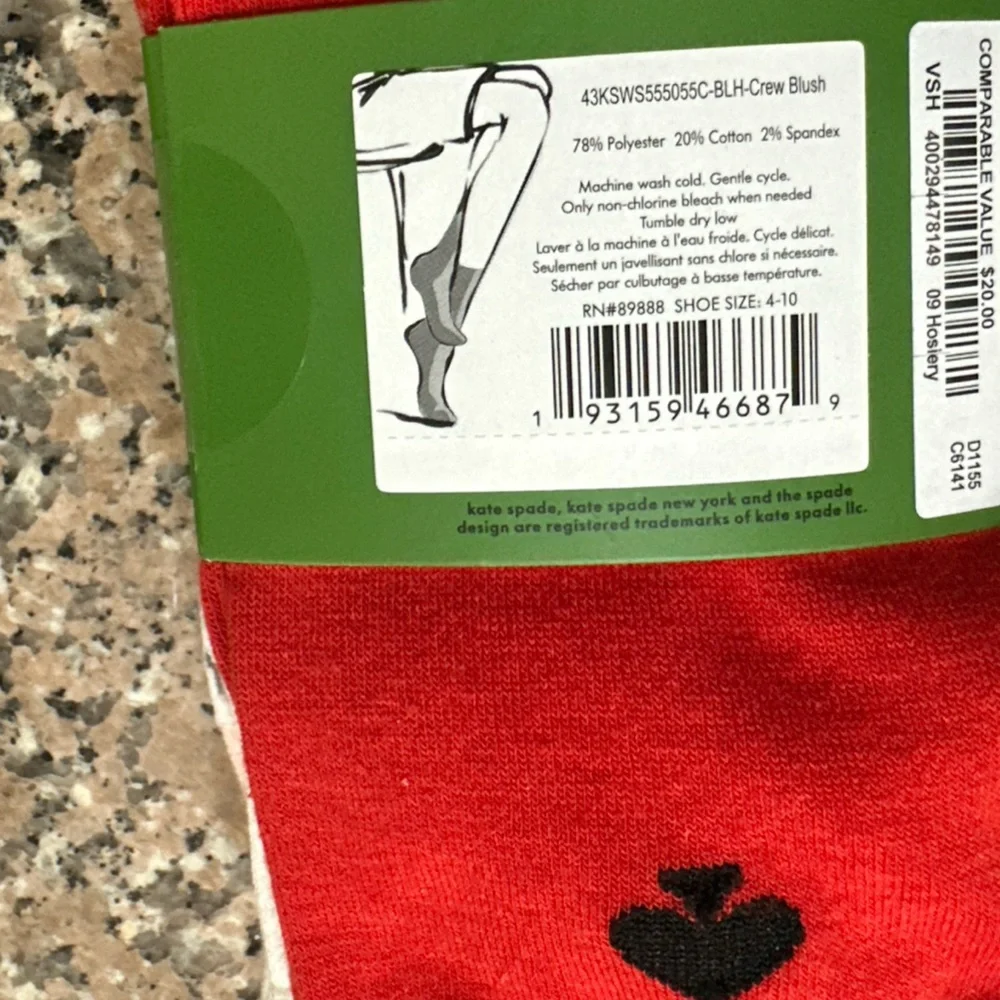 43KSWS555055C-BLH-Crew Blush
78% Polyester 20% Cotton 2% Spandex
Machine wash cold. Gentle cycle.
Only non-chlorine bleach when needed
Tumble dry low
Laver à la machine à l'eau froide. Cycle délicat.
Seulement un javellisant sans chlore si nécessaire.
Sécher par culbutage à basse température.
RN#89888 SHOE SIZE: 4-10
1 93159 46687 9
kate spade, kate spade new york and the spade
design are registered trademarks of kate spade llc.
COMPARABLE VALUE $20.00
VSH 400294478149 09 Hosiery
D1155
C6141